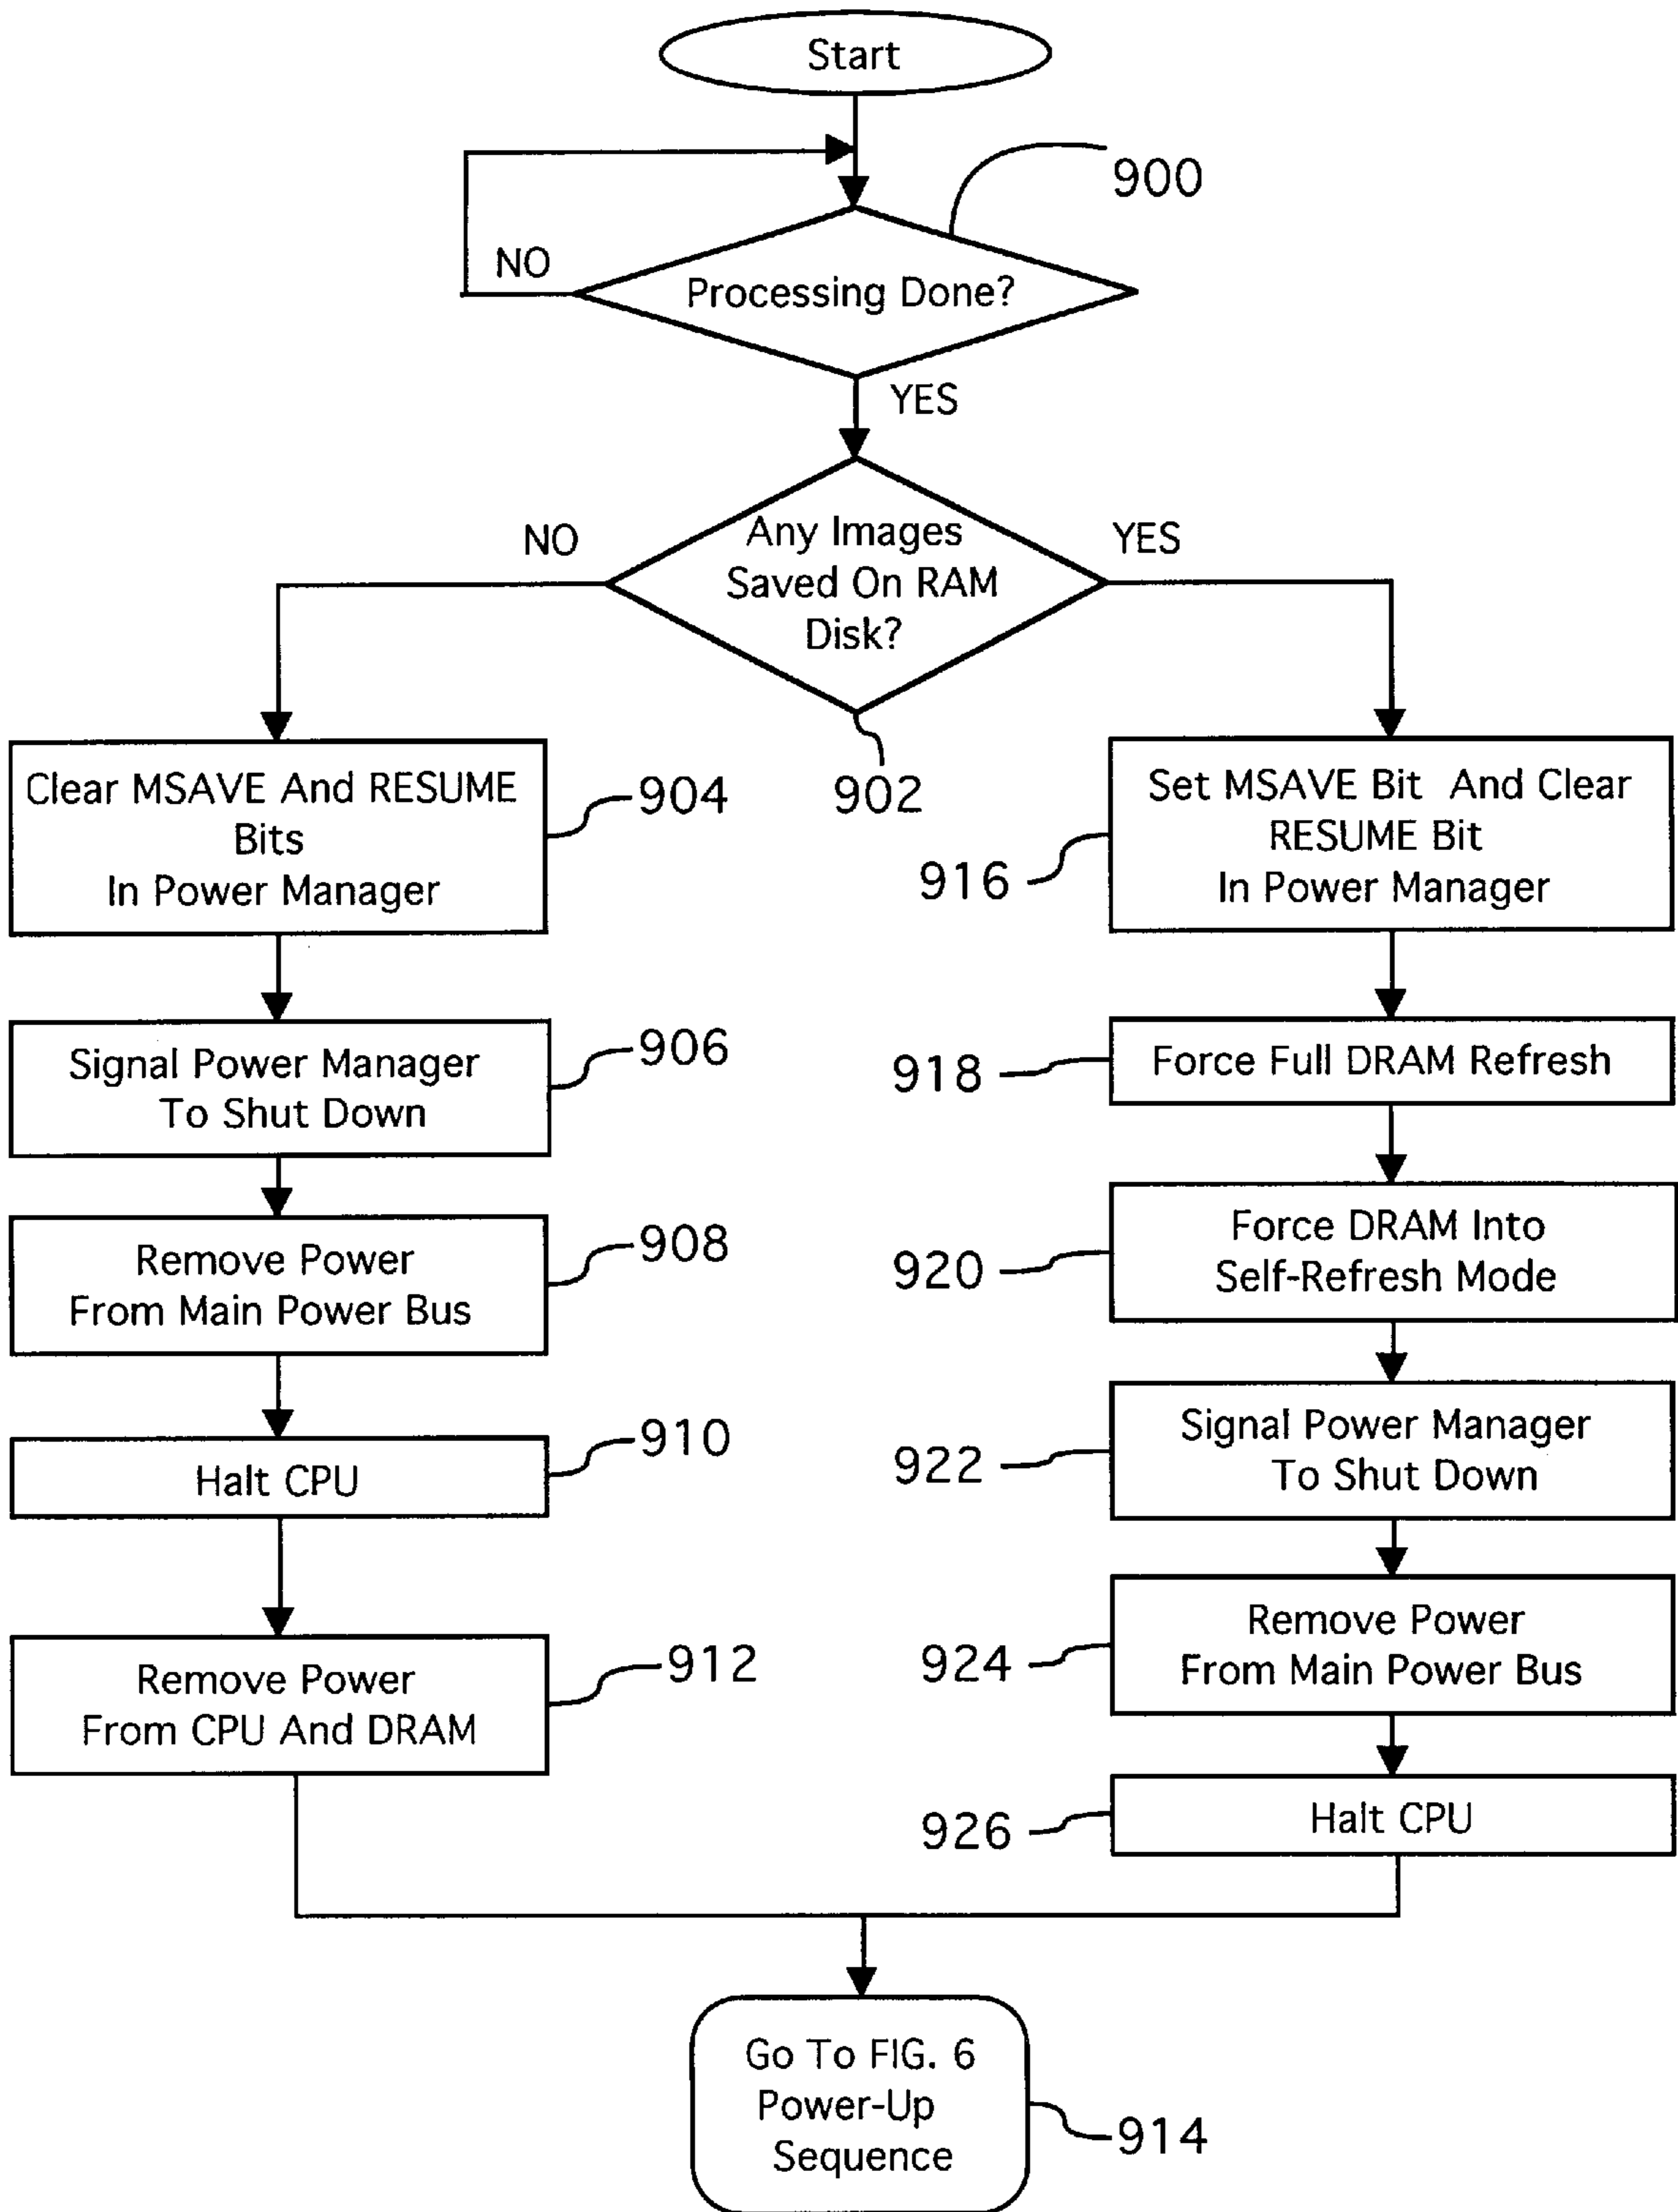 Start
900
NO
Processing Done?
YES
NO
Any Images
Saved On RAM
Disk?
YES
902
Clear MSAVE And RESUME
Bits
In Power Manager
904
Signal Power Manager
To Shut Down
906
Remove Power
From Main Power Bus
908
Halt CPU
910
Remove Power
From CPU And DRAM
912
Set MSAVE Bit And Clear
RESUME Bit
In Power Manager
916
Force Full DRAM Refresh
918
Force DRAM Into
Self-Refresh Mode
920
Signal Power Manager
To Shut Down
922
Remove Power
From Main Power Bus
924
Halt CPU
926
Go To FIG. 6
Power-Up
Sequence
914